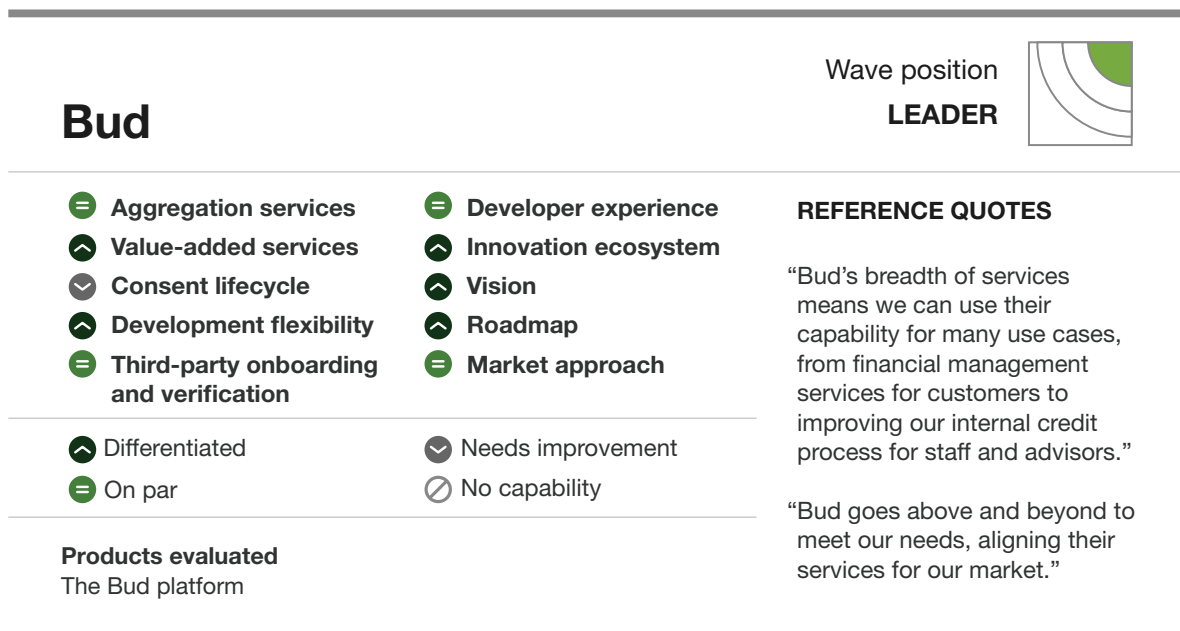 Wave position
LEADER
Bud
Aggregation services
Value-added services
Consent lifecycle
Development flexibility
Third-party onboarding
and verification
Developer experience
Innovation ecosystem
Vision
Roadmap
Market approach
Differentiated
On par
Needs improvement
No capability
Products evaluated
The Bud platform
REFERENCE QUOTES
“Bud’s breadth of services
means we can use their
capability for many use cases,
from financial management
services for customers to
improving our internal credit
process for staff and advisors.”
“Bud goes above and beyond to
meet our needs, aligning their
services for our market.”